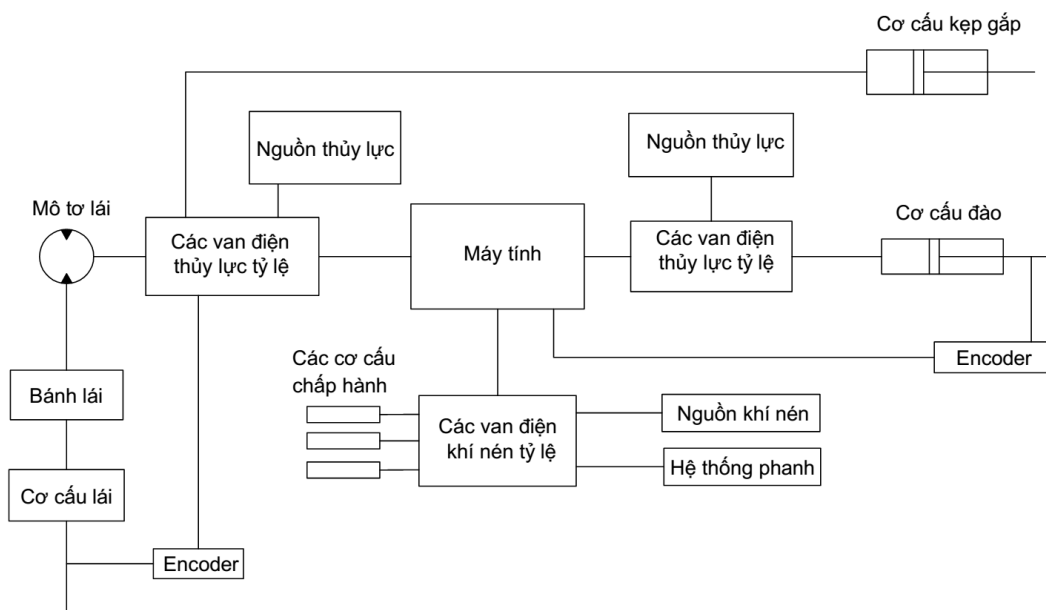 Cơ cấu kẹp gắp
Nguồn thủy lực
Nguồn thủy lực
Mô tơ lái
Các van điện
thủy lực tỷ lệ
Máy tính
Các van điện
thủy lực tỷ lệ
Cơ cấu đào
Encoder
Các cơ cấu
chấp hành
Bánh lái
Các van điện
khí nén tỷ lệ
Nguồn khí nén
Hệ thống phanh
Cơ cấu lái
Encoder